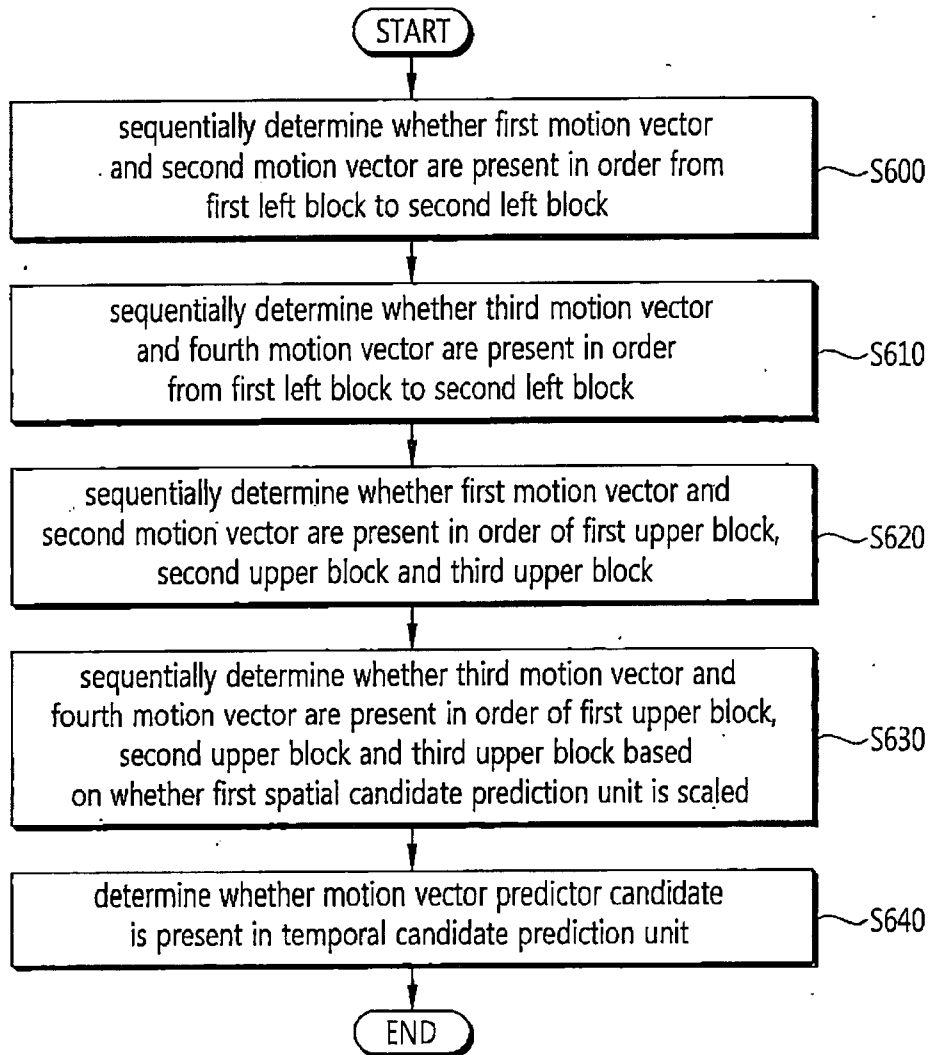 START
sequentially determine whether first motion vector
and second motion vector are present in order from
first left block to second left block
S600
sequentially determine whether third motion vector
and fourth motion vector are present in order
from first left block to second left block
S610
sequentially determine whether first motion vector and
second motion vector are present in order of first upper block,
second upper block and third upper block
S620
sequentially determine whether third motion vector and
fourth motion vector are present in order of first upper block,
second upper block and third upper block based
on whether first spatial candidate prediction unit is scaled
S630
determine whether motion vector predictor candidate
is present in temporal candidate prediction unit
S640
END